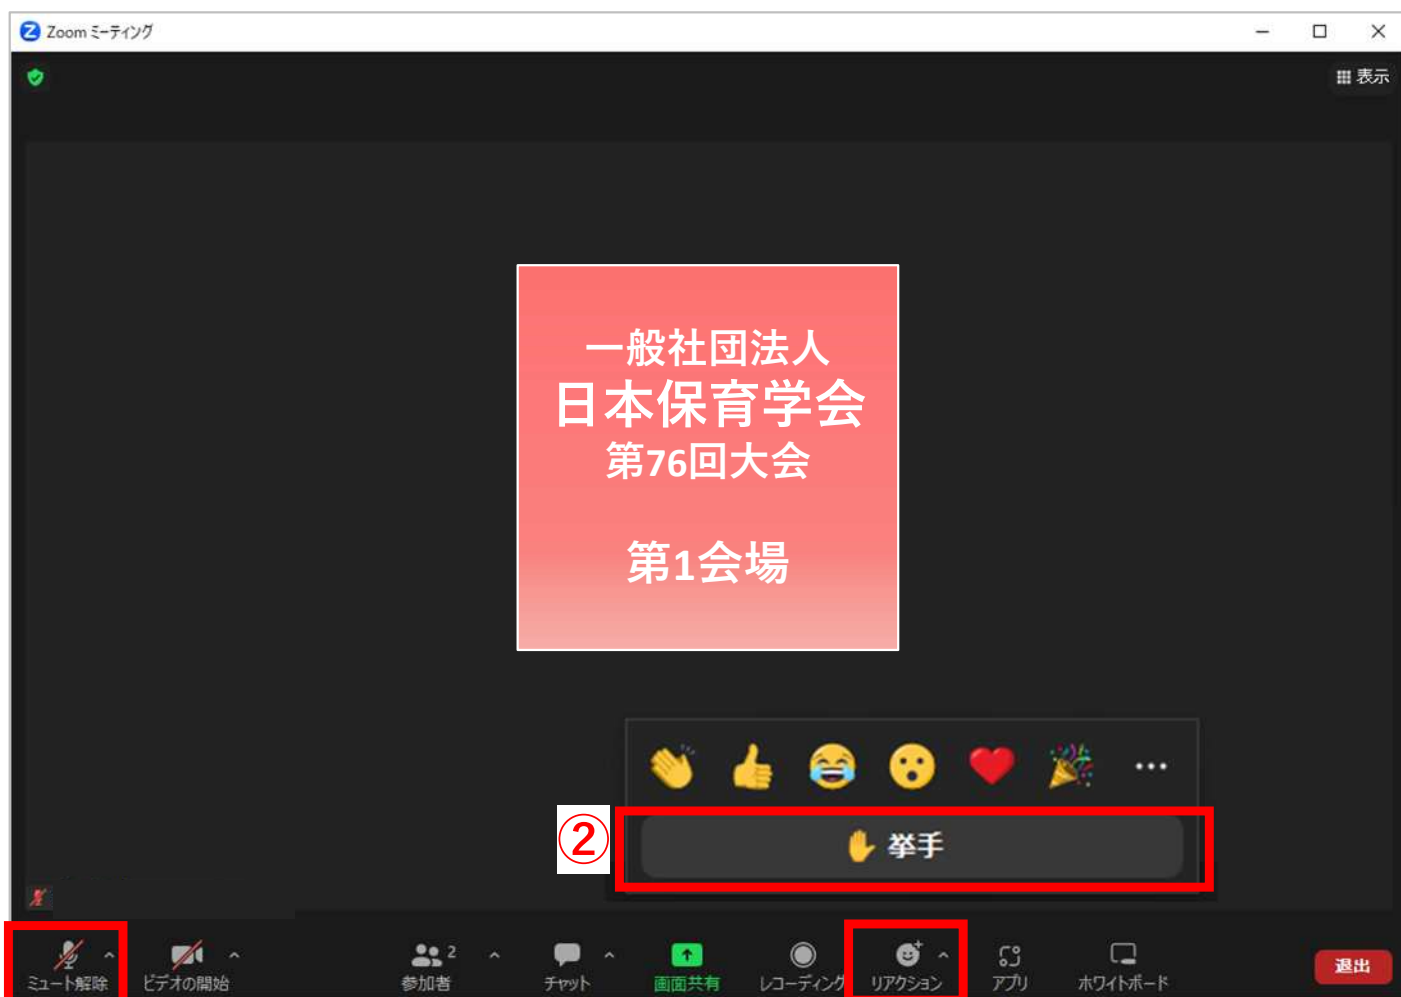 Zoom ミーティング
表示
一般社団法人
日本保育学会
第76回大会
第1会場
② 挙手
ミュート解除 ビデオの開始 2 参加者 チャット 画面共有 レコーディング リアクション アプリ ホワイトボード 退出